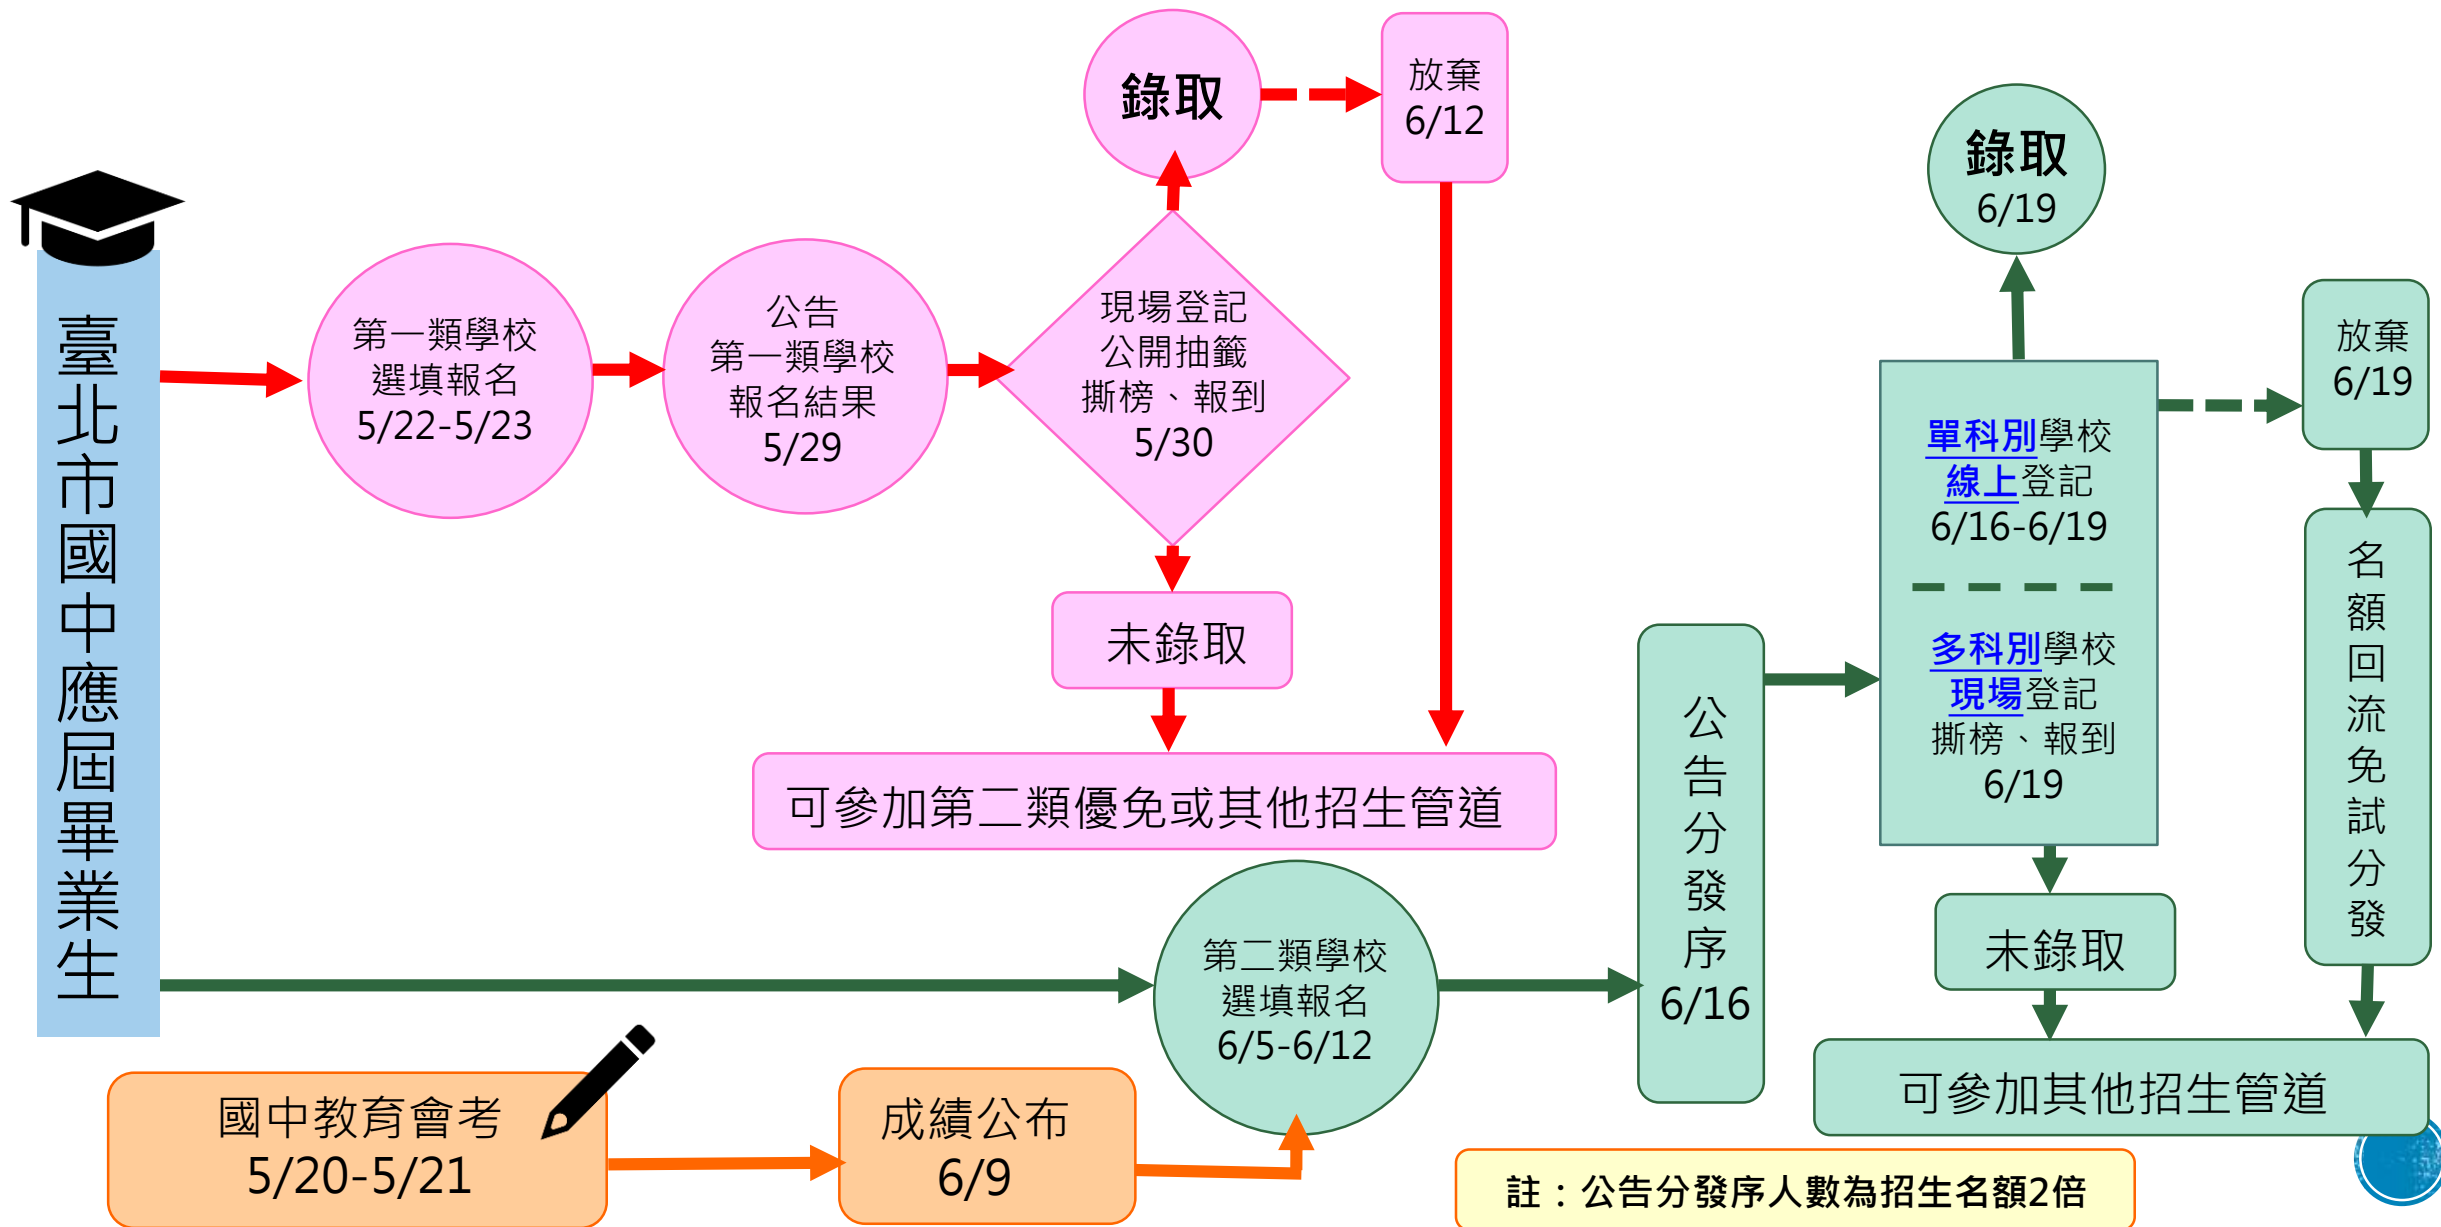 臺北市國中應屆畢業生
第一類學校
選填報名
5/22-5/23
公告
第一類學校
報名結果
5/29
現場登記
公開抽籤
撕榜、報到
5/30
錄取
放棄
6/12
未錄取
可參加第二類優免或其他招生管道
國中教育會考
5/20-5/21
成績公布
6/9
第二類學校
選填報名
6/5-6/12
公告分發序
6/16
單科別學校
線上登記
6/16-6/19
多科別學校
現場登記
撕榜、報到
6/19
錄取
6/19
放棄
6/19
名額回流免試分發
未錄取
可參加其他招生管道
註：公告分發序人數為招生名額2倍